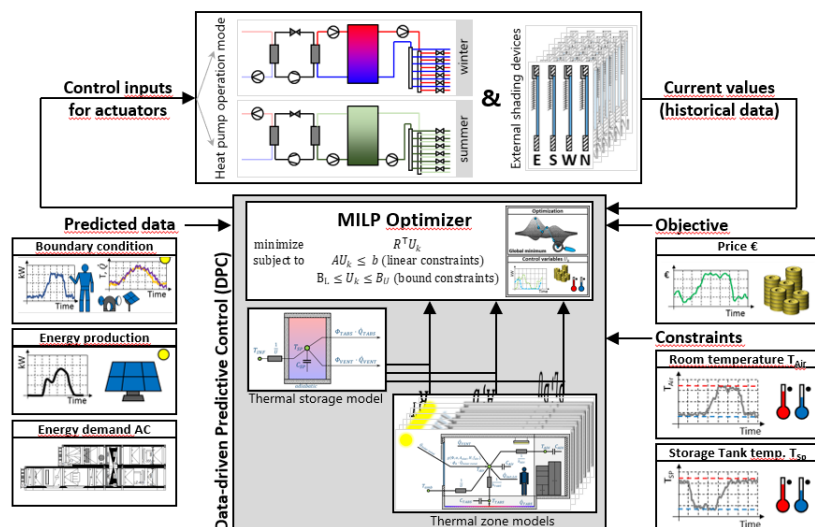 Heat pump operation mode
winter
summer
&
External shading devices
E S W N
Control inputs
for actuators
Current values
(historical data)
Predicted data
Boundary condition
kW
Time
T, Q̇
Time
Energy production
kW
Time
Energy demand AC
Data-driven Predictive Control (DPC)
MILP Optimizer
minimize RᵀU_k
subject to AU_k ≤ b (linear constraints)
B_L ≤ U_k ≤ B_U (bound constraints)
Optimization
Global minimum
Control variables
Thermal storage model
Thermal zone models
Objective
Price €
€
Time
Constraints
Room temperature T_Air
T_Air
Time
Storage Tank temp. T_Sp
T_SP
Time